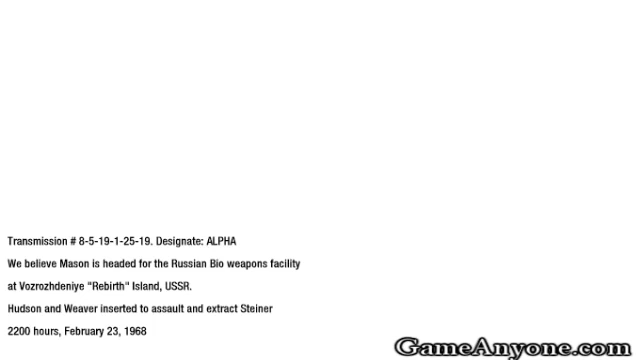 Transmission # 8-5-19-1-25-19. Designate: ALPHA
We believe Mason is headed for the Russian Bio weapons facility
at Vozrozhdeniye "Rebirth" Island, USSR.
Hudson and Weaver inserted to assault and extract Steiner
2200 hours, February 23, 1968
GameAnyone.com